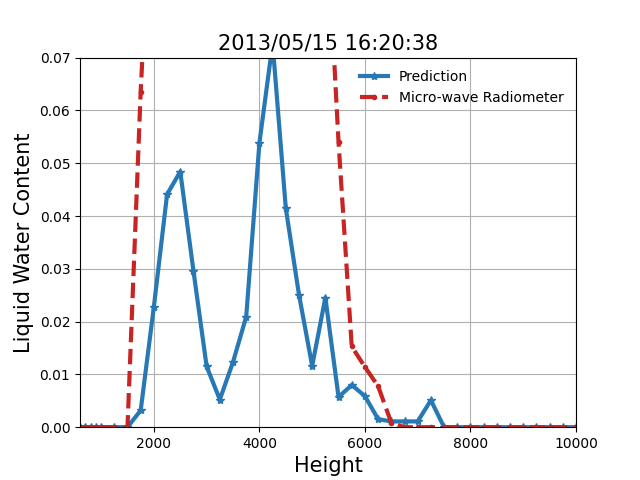 2013/05/15 16:20:38
Liquid Water Content
0.07
0.06
0.05
0.04
0.03
0.02
0.01
0.00
Prediction
Micro-wave Radiometer
2000 4000 6000 8000 10000
Height